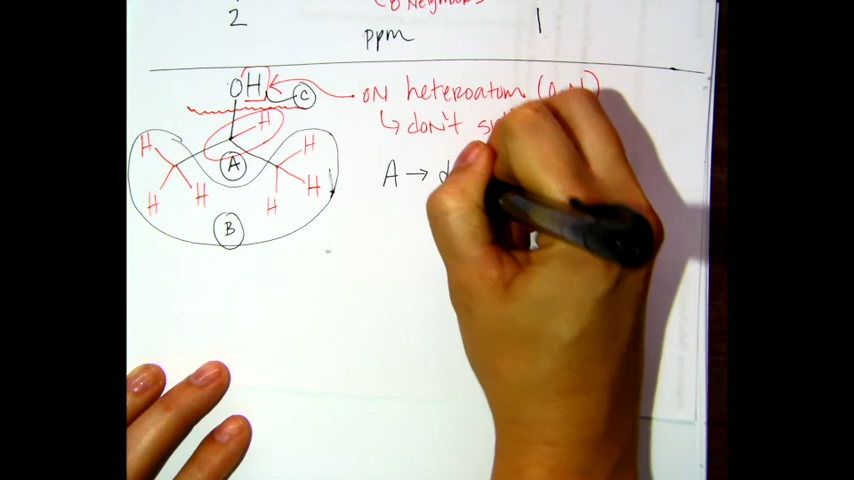 2
ppm
1
OH
C
on heteroatom (O, N)
H
↳ don't
A → d
H H
A
H H H H
B